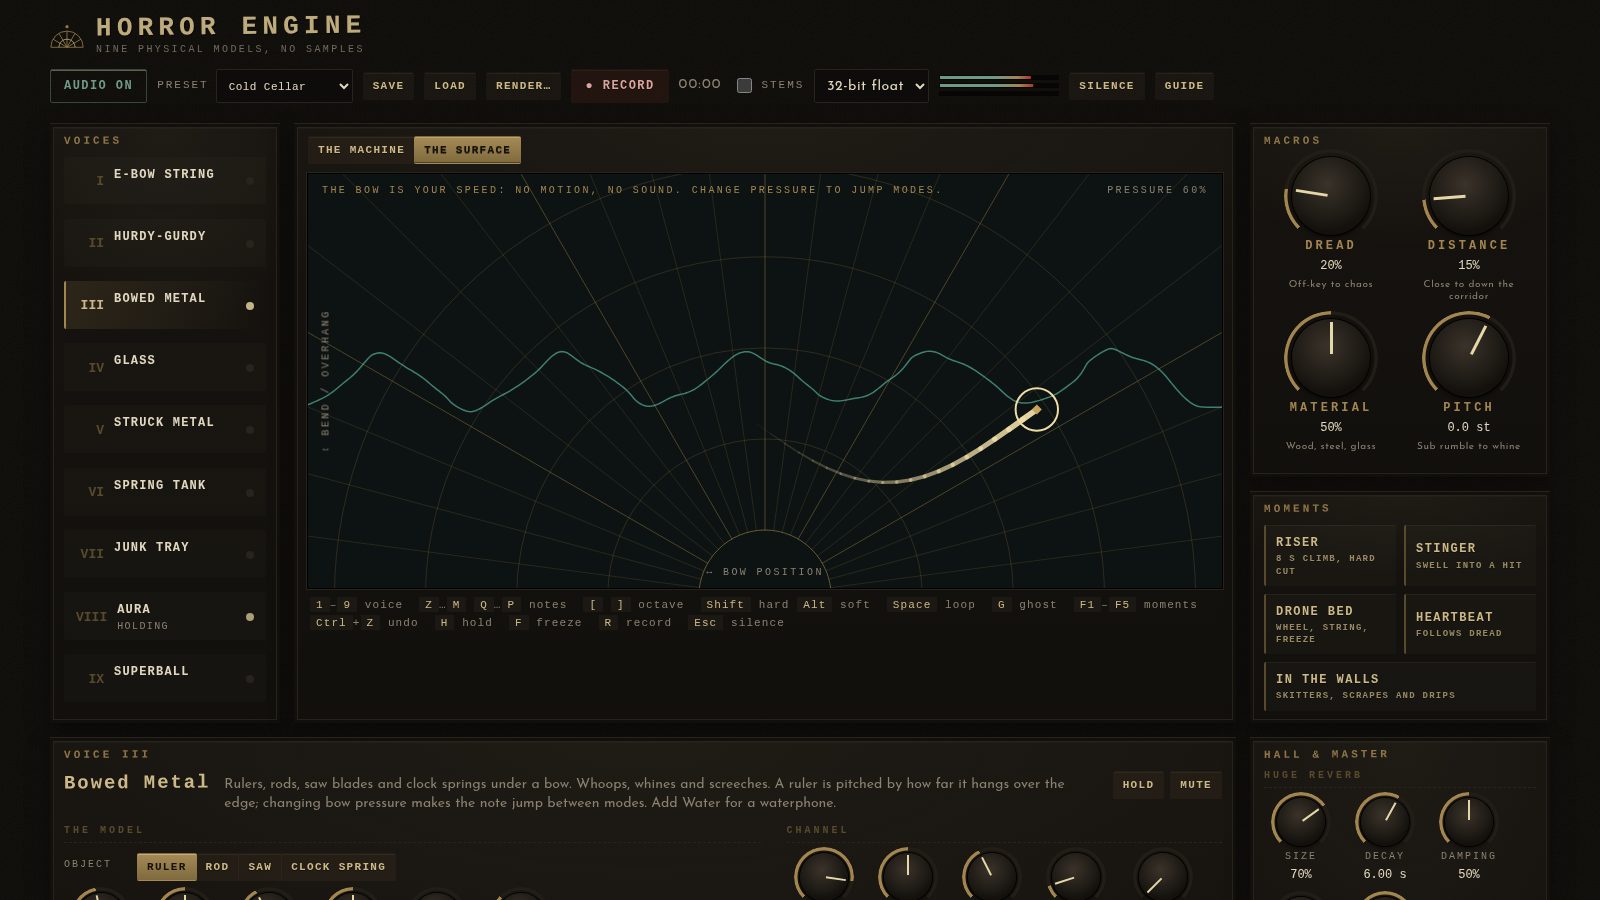 HORROR ENGINE
NINE PHYSICAL MODELS, NO SAMPLES
AUDIO ON
PRESET
Cold Cellar
SAVE
LOAD
RENDER…
● RECORD
00:00
STEMS
32-bit float
SILENCE
GUIDE
VOICES
I E-BOW STRING
II HURDY-GURDY
III BOWED METAL
IV GLASS
V STRUCK METAL
VI SPRING TANK
VII JUNK TRAY
VIII AURA
HOLDING
IX SUPERBALL
THE MACHINE
THE SURFACE
THE BOW IS YOUR SPEED: NO MOTION, NO SOUND. CHANGE PRESSURE TO JUMP MODES.
PRESSURE 60%
↕ BEND / OVERHANG
↔ BOW POSITION
1–9 voice Z…M Q…P notes [ ] octave Shift hard Alt soft Space loop G ghost F1–F5 moments
Ctrl+Z undo H hold F freeze R record Esc silence
MACROS
DREAD
20%
Off-key to chaos
DISTANCE
15%
Close to down the
corridor
MATERIAL
50%
Wood, steel, glass
PITCH
0.0 st
Sub rumble to whine
MOMENTS
RISER
8 S CLIMB, HARD
CUT
STINGER
SWELL INTO A HIT
DRONE BED
WHEEL, STRING,
FREEZE
HEARTBEAT
FOLLOWS DREAD
IN THE WALLS
SKITTERS, SCRAPES AND DRIPS
VOICE III
Bowed Metal
Rulers, rods, saw blades and clock springs under a bow. Whoops, whines and screeches. A ruler is pitched by how far it hangs over the
edge; changing bow pressure makes the note jump between modes. Add Water for a waterphone.
HOLD
MUTE
THE MODEL
OBJECT
RULER
ROD
SAW
CLOCK SPRING
CHANNEL
HALL & MASTER
HUGE REVERB
SIZE
70%
DECAY
6.00 s
DAMPING
50%